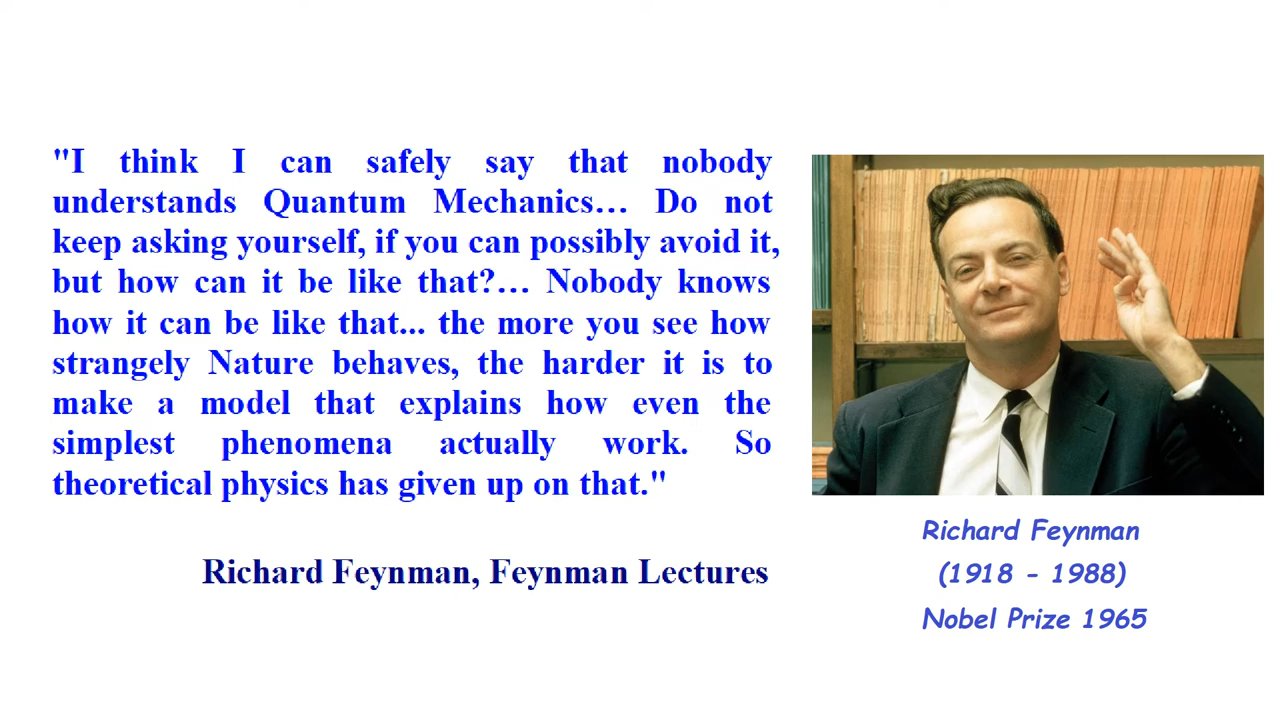 "I think I can safely say that nobody
understands Quantum Mechanics… Do not
keep asking yourself, if you can possibly avoid it,
but how can it be like that?… Nobody knows
how it can be like that... the more you see how
strangely Nature behaves, the harder it is to
make a model that explains how even the
simplest phenomena actually work. So
theoretical physics has given up on that."
Richard Feynman, Feynman Lectures
Richard Feynman
(1918 - 1988)
Nobel Prize 1965